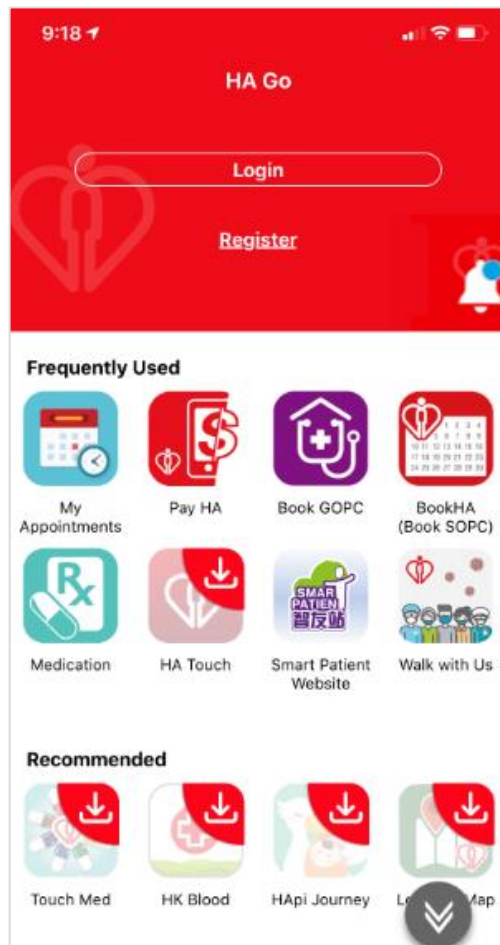 9:18
HA Go
Login
Register
Frequently Used
My Appointments
Pay HA
Book GOPC
BookHA
(Book SOPC)
Medication
HA Touch
SMART
PATIENT
智友站
Smart Patient
Website
Walk with Us
Recommended
Touch Med
HK Blood
HApi Journey
Map